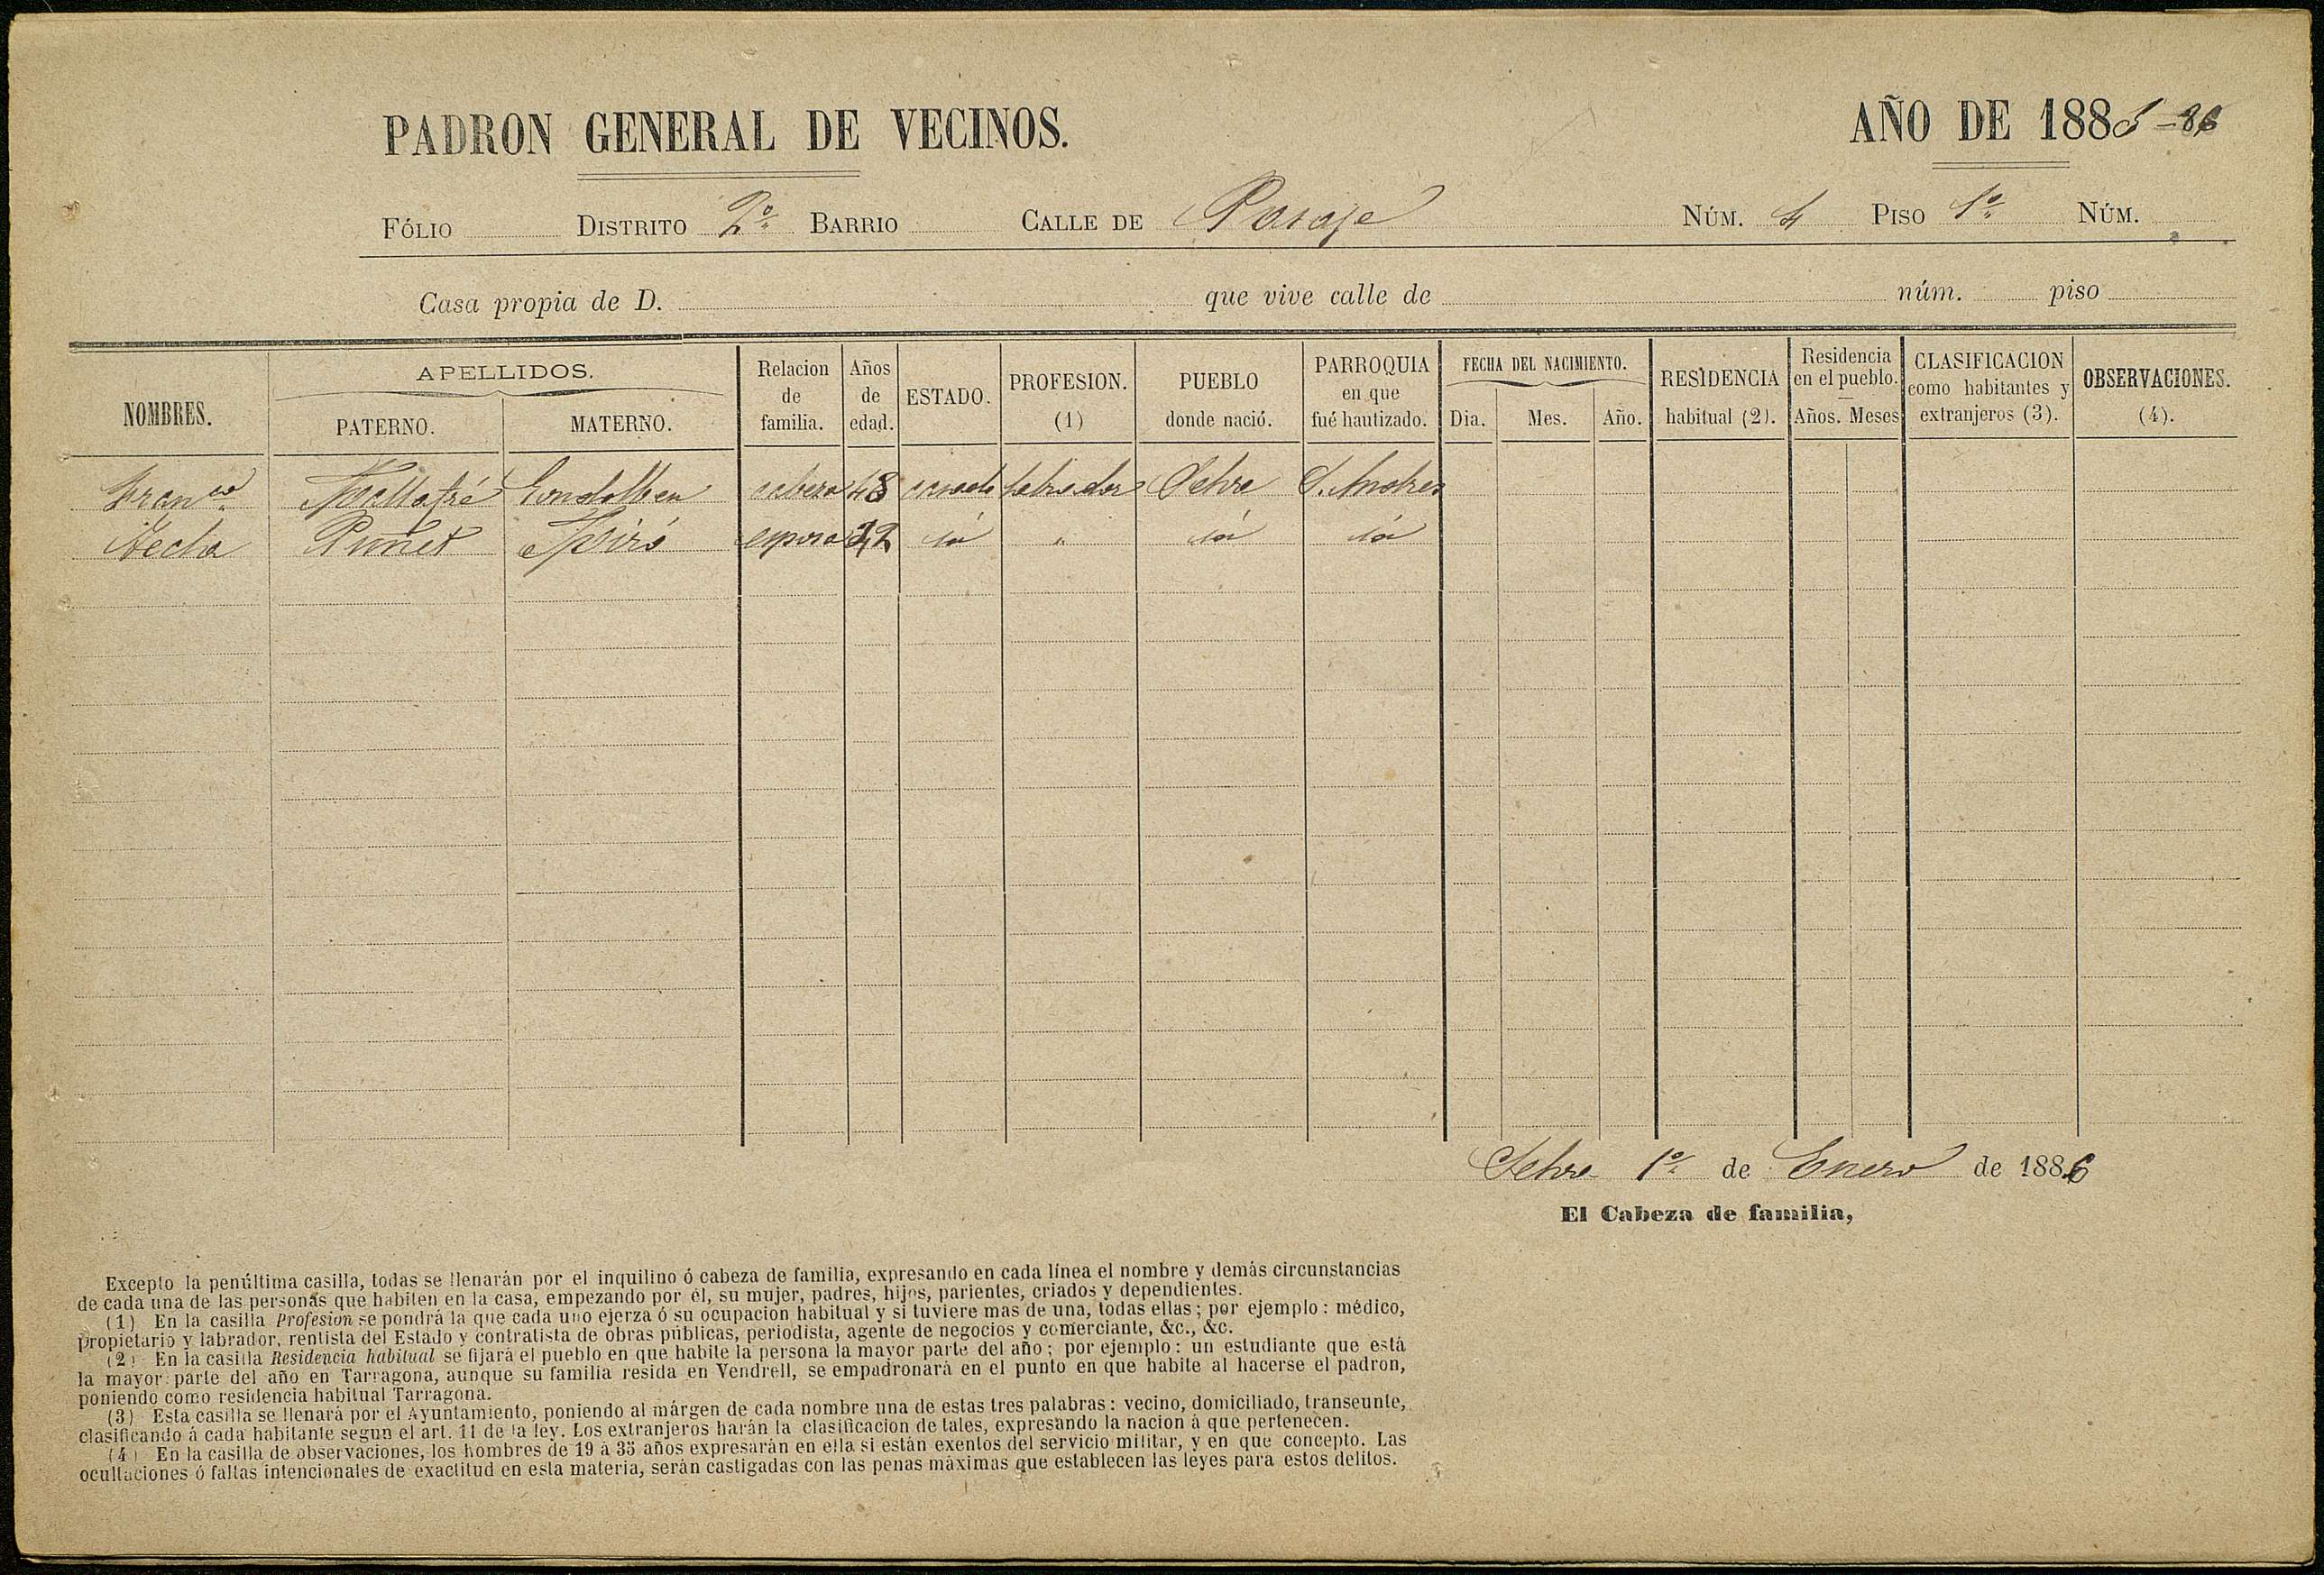 PADRON GENERAL DE VECINOS. AÑO DE 1885-86
FÓLIO DISTRITO 2º BARRIO CALLE DE Pasaje NÚM. 4 PISO 1º NÚM.
Casa propia de D. que vive calle de núm. piso
NOMBRES. APELLIDOS. PATERNO. MATERNO. Relacion de familia. Años de edad. ESTADO. PROFESION. (1) PUEBLO donde nació. PARROQUIA en que fué bautizado. FECHA DEL NACIMIENTO. Dia. Mes. Año. RESIDENCIA habitual (2). Residencia en el pueblo. Años. Meses CLASIFICACION como habitantes y extranjeros (3). OBSERVACIONES. (4).
Franco Mallafré cabeza 48 casado labrador Selva S. Andres
Tecla Puñet Miró esposa 42 id " id id
Selva 1º de Enero de 1886
El Cabeza de familia,
Excepto la penúltima casilla, todas se llenarán por el inquilino ó cabeza de familia, expresando en cada línea el nombre y demás circunstancias
de cada una de las personas que habiten en la casa, empezando por él, su mujer, padres, hijos, parientes, criados y dependientes.
(1) En la casilla Profesion se pondrá la que cada uno ejerza ó su ocupacion habitual y si tuviere mas de una, todas ellas; por ejemplo: médico,
propietario y labrador, rentista del Estado y contratista de obras públicas, periodista, agente de negocios y comerciante, &c., &c.
(2) En la casilla Residencia habitual se fijará el pueblo en que habite la persona la mayor parte del año; por ejemplo: un estudiante que está
la mayor parte del año en Tarragona, aunque su familia resida en Vendrell, se empadronará en el punto en que habite al hacerse el padron,
poniendo como residencia habitual Tarragona.
(3) Esta casilla se llenará por el Ayuntamiento, poniendo al márgen de cada nombre una de estas tres palabras: vecino, domiciliado, transeunte,
clasificando á cada habitante segun el art. 11 de la ley. Los extranjeros harán la clasificacion de tales, expresando la nacion á que pertenecen.
(4) En la casilla de observaciones, los hombres de 19 á 35 años expresarán en ella si están exentos del servicio militar, y en que concepto. Las
ocultaciones ó faltas intencionales de exactitud en esta materia, serán castigadas con las penas máximas que establecen las leyes para estos delitos.